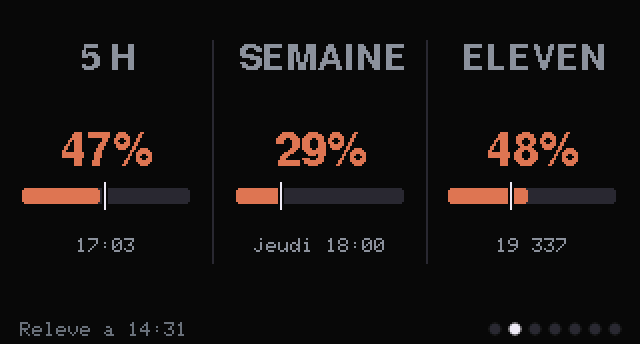 5 H
SEMAINE
ELEVEN
47%
29%
48%
17:03
jeudi 18:00
19 337
Releve a 14:31